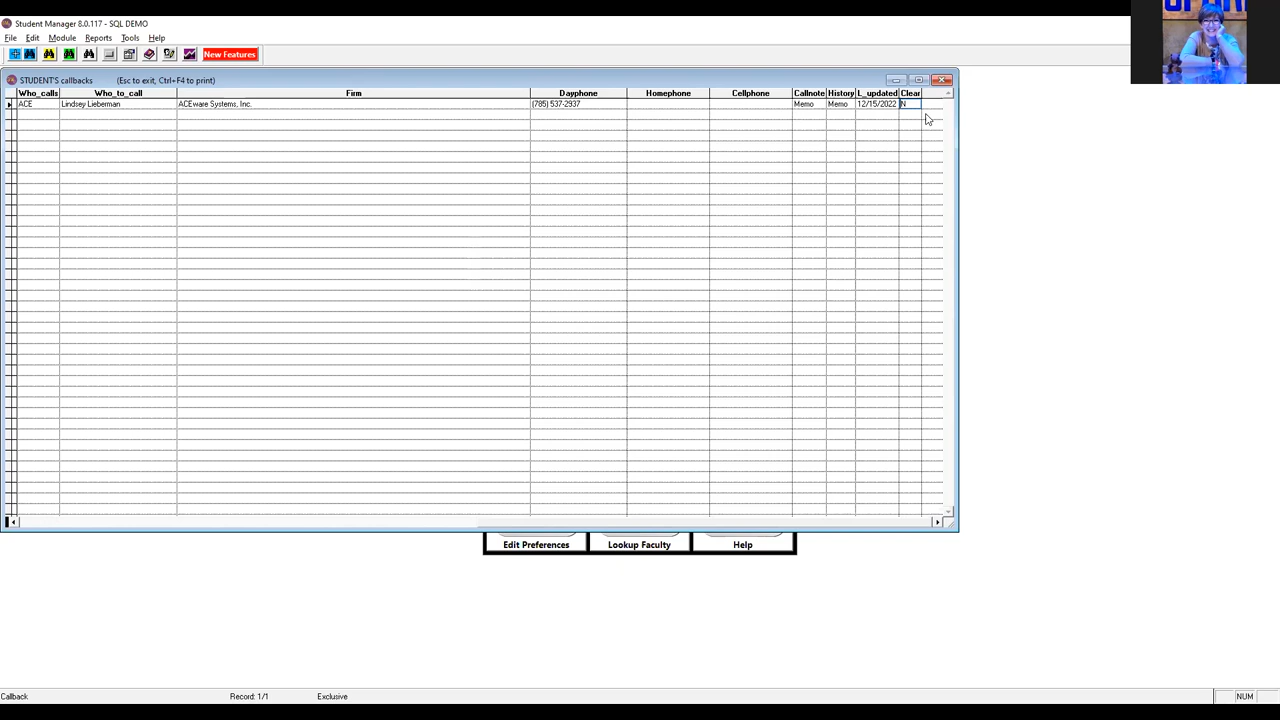 Student Manager 8.0.117 - SQL DEMO
File Edit Module Reports Tools Help
New Features
STUDENT'S callbacks (Esc to exit, Ctrl+F4 to print)
Who_calls Who_to_call Firm Dayphone Homephone Cellphone Callnote History L_updated Clear
ACE Lindsey Lieberman ACEware Systems, Inc. (785) 537-2937 Memo Memo 12/15/2022 N
Edit Preferences Lookup Faculty Help
Callback Record: 1/1 Exclusive NUM